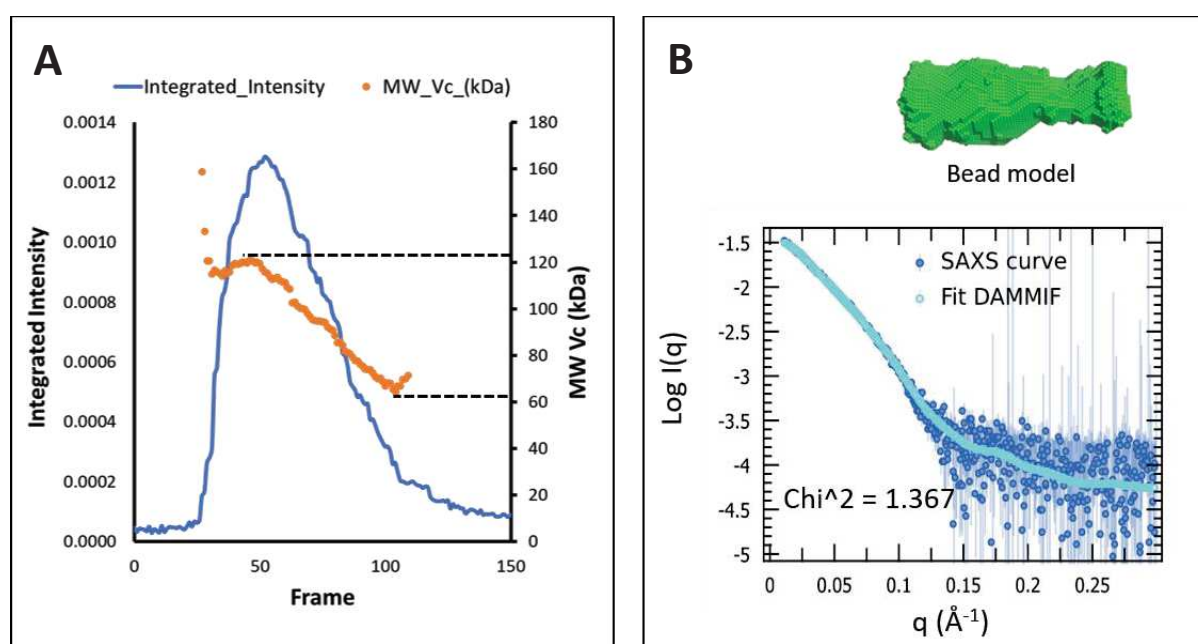 A
Integrated_Intensity
MW_Vc_(kDa)
0.0014
0.0012
0.0010
0.0008
0.0006
0.0004
0.0002
0.0000
Integrated Intensity
180
160
140
120
100
80
60
40
20
0
MW Vc (kDa)
0
50
100
150
Frame
B
Bead model
SAXS curve
Fit DAMMIF
-1.5
-2
-2.5
-3
-3.5
-4
-4.5
-5
Log I(q)
Chi^2 = 1.367
0
0.05
0.1
0.15
0.2
0.25
q (Å⁻¹)